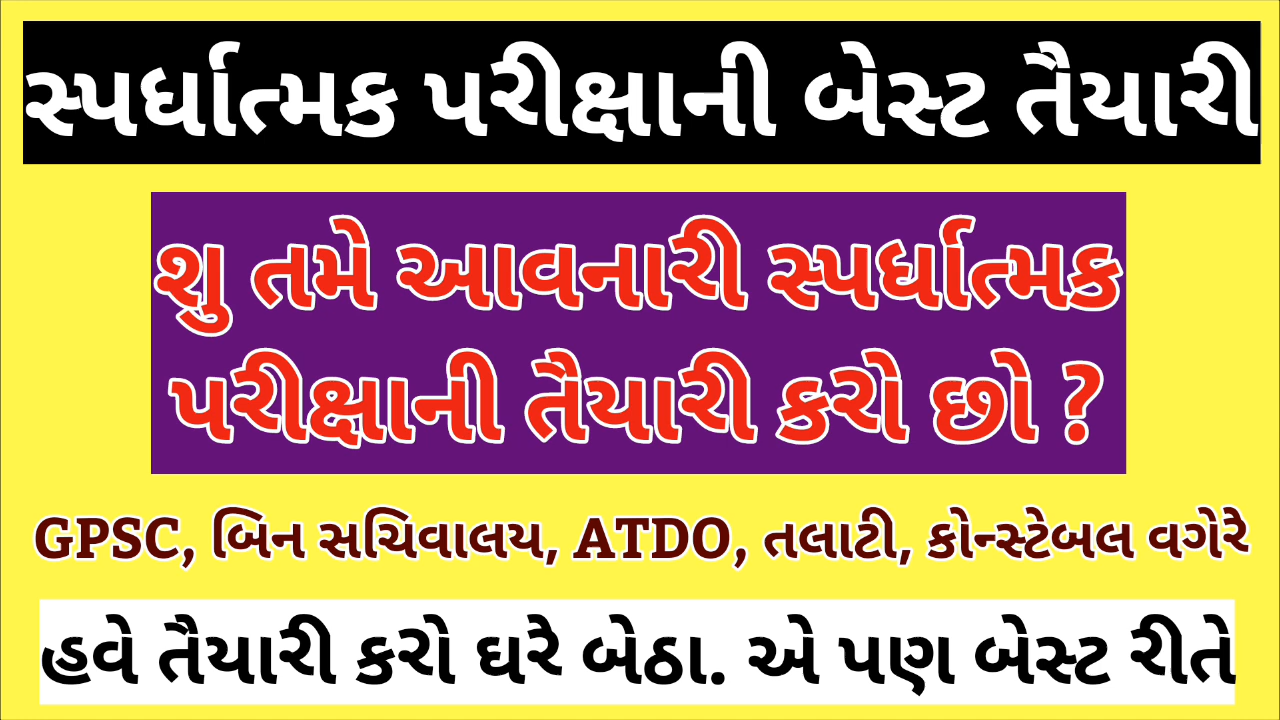 સ્પર્ધાત્મક પરીક્ષાની બેસ્ટ તૈયારી
શુ તમે આવનારી સ્પર્ધાત્મક
પરીક્ષાની તૈયારી કરો છો ?
GPSC, બિન સચિવાલય, ATDO, તલાટી, કોન્સ્ટેબલ વગેરે
હવે તૈયારી કરો ઘરે બેઠા. એ પણ બેસ્ટ રીતે